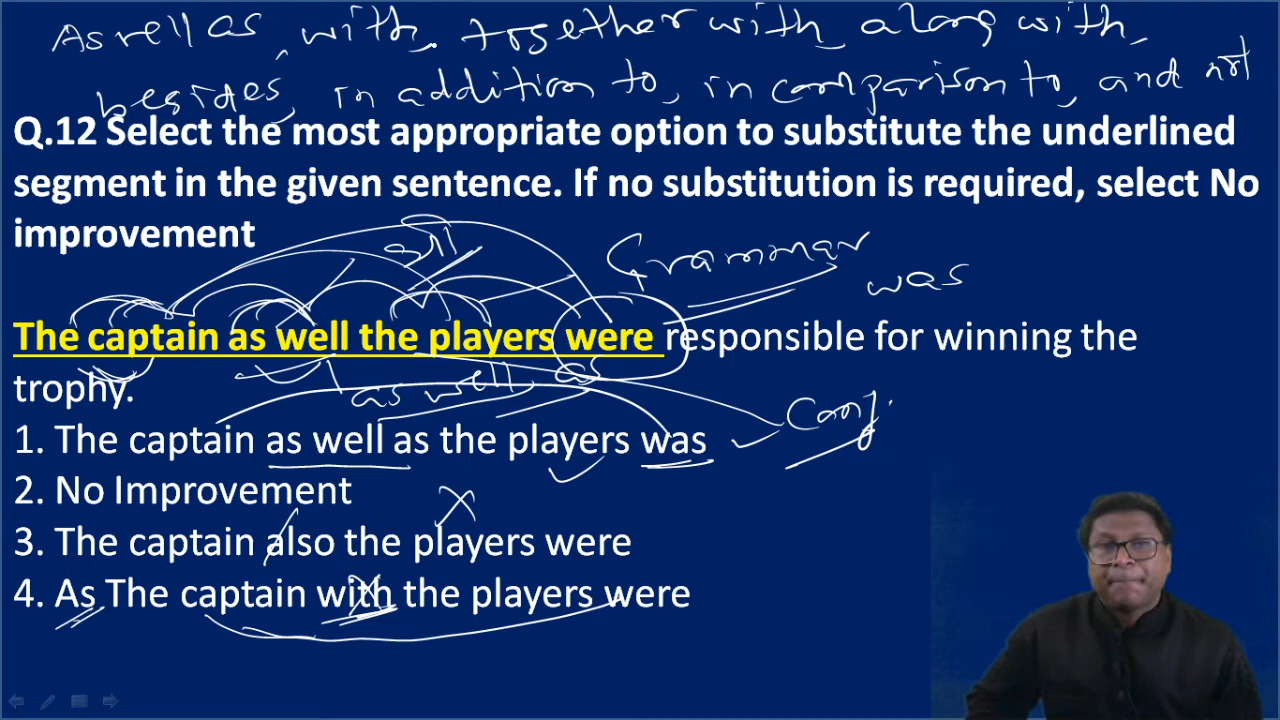 As well as, with, together with, along with,
besides, in addition to, in comparison to, and not
Q.12 Select the most appropriate option to substitute the underlined
segment in the given sentence. If no substitution is required, select No
improvement
all Grammar
was
The captain as well the players were responsible for winning the
trophy.
as well as
Conj.
1. The captain as well as the players was
2. No Improvement
3. The captain also the players were
4. As The captain with the players were